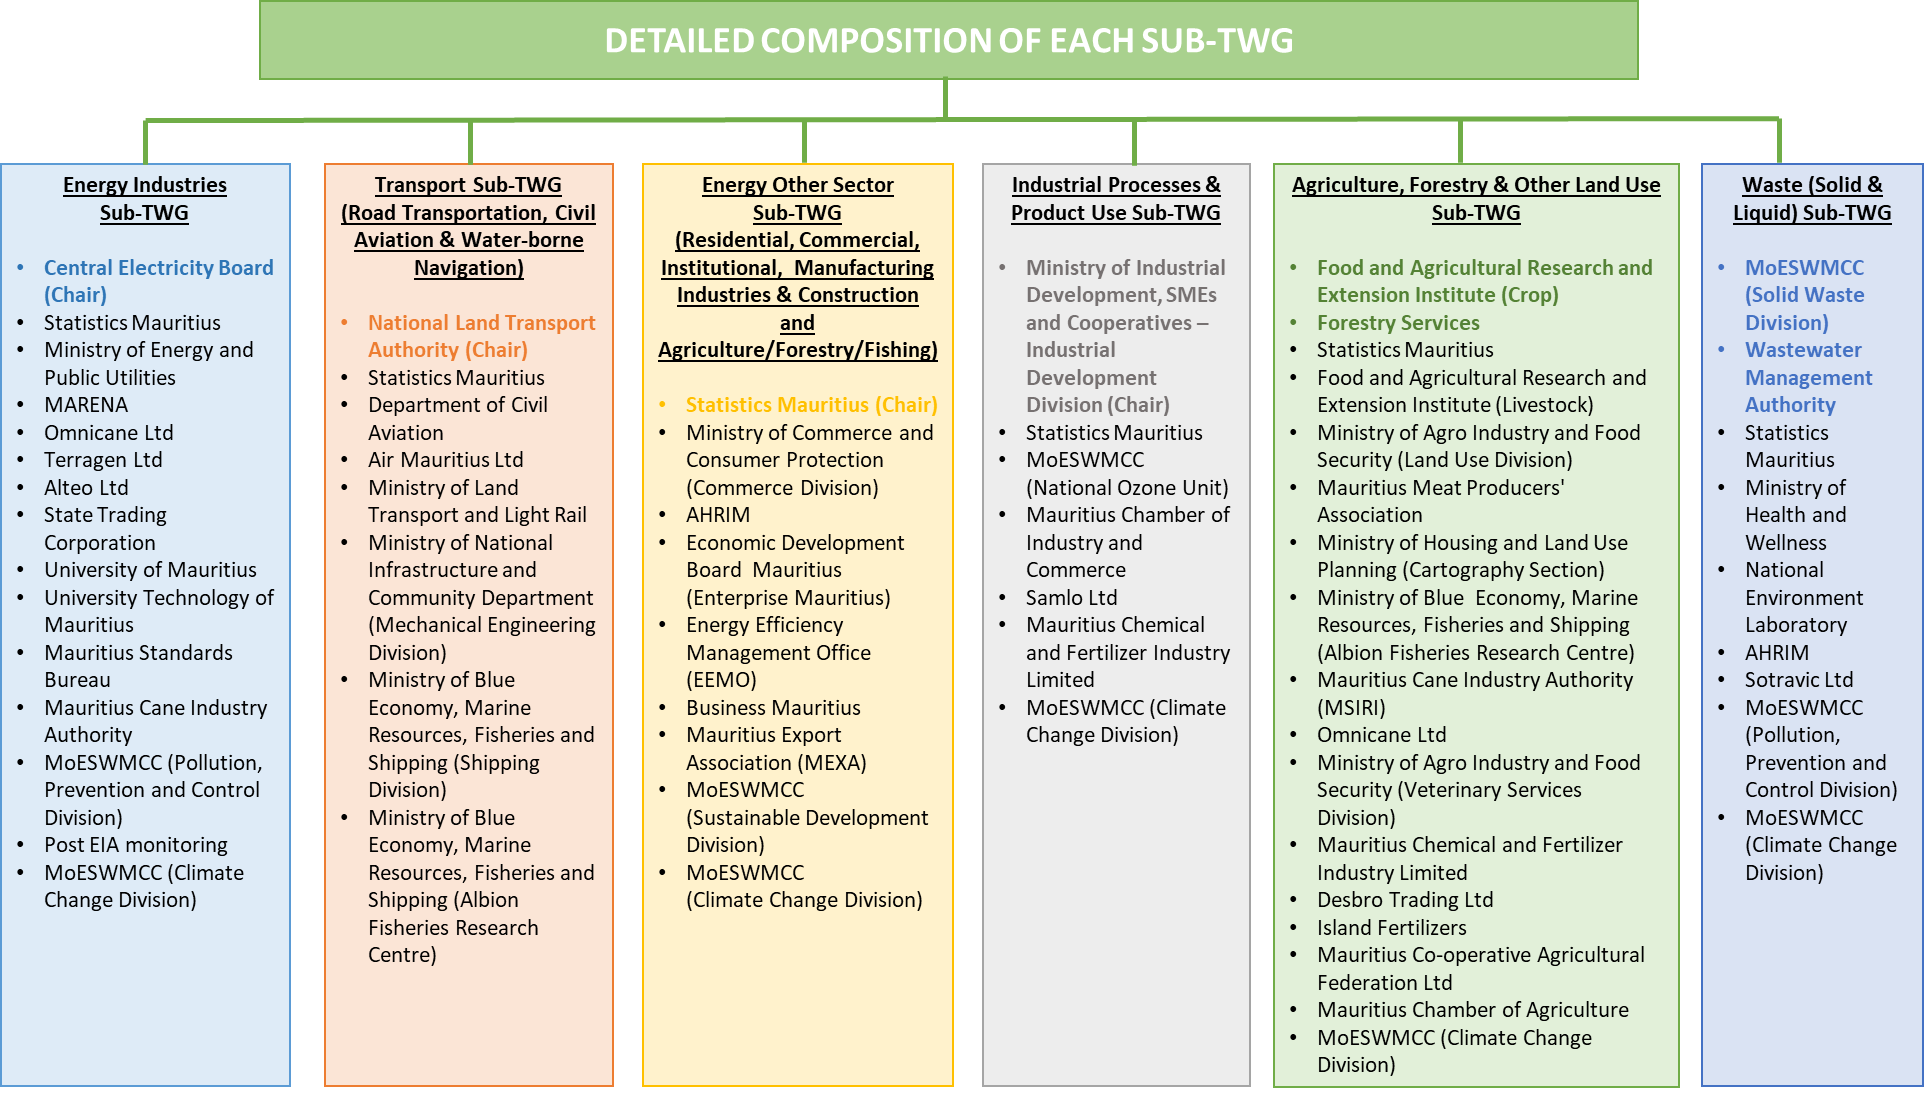 DETAILED COMPOSITION OF EACH SUB-TWG
Energy Industries
Sub-TWG
• Central Electricity Board
(Chair)
• Statistics Mauritius
• Ministry of Energy and
Public Utilities
• MARENA
• Omnicane Ltd
• Terragen Ltd
• Alteo Ltd
• State Trading
Corporation
• University of Mauritius
• University Technology of
Mauritius
• Mauritius Standards
Bureau
• Mauritius Cane Industry
Authority
• MoESWMCC (Pollution,
Prevention and Control
Division)
• Post EIA monitoring
• MoESWMCC (Climate
Change Division)
Transport Sub-TWG
(Road Transportation, Civil
Aviation & Water-borne
Navigation)
• National Land Transport
Authority (Chair)
• Statistics Mauritius
• Department of Civil
Aviation
• Air Mauritius Ltd
• Ministry of Land
Transport and Light Rail
• Ministry of National
Infrastructure and
Community Department
(Mechanical Engineering
Division)
• Ministry of Blue
Economy, Marine
Resources, Fisheries and
Shipping (Shipping
Division)
• Ministry of Blue
Economy, Marine
Resources, Fisheries and
Shipping (Albion
Fisheries Research
Centre)
Energy Other Sector
Sub-TWG
(Residential, Commercial,
Institutional, Manufacturing
Industries & Construction
and
Agriculture/Forestry/Fishing)
• Statistics Mauritius (Chair)
• Ministry of Commerce and
Consumer Protection
(Commerce Division)
• AHRIM
• Economic Development
Board Mauritius
(Enterprise Mauritius)
• Energy Efficiency
Management Office
(EEMO)
• Business Mauritius
• Mauritius Export
Association (MEXA)
• MoESWMCC
(Sustainable Development
Division)
• MoESWMCC
(Climate Change Division)
Industrial Processes &
Product Use Sub-TWG
• Ministry of Industrial
Development, SMEs
and Cooperatives –
Industrial
Development
Division (Chair)
• Statistics Mauritius
• MoESWMCC
(National Ozone Unit)
• Mauritius Chamber of
Industry and
Commerce
• Samlo Ltd
• Mauritius Chemical
and Fertilizer Industry
Limited
• MoESWMCC (Climate
Change Division)
Agriculture, Forestry & Other Land Use
Sub-TWG
• Food and Agricultural Research and
Extension Institute (Crop)
• Forestry Services
• Statistics Mauritius
• Food and Agricultural Research and
Extension Institute (Livestock)
• Ministry of Agro Industry and Food
Security (Land Use Division)
• Mauritius Meat Producers'
Association
• Ministry of Housing and Land Use
Planning (Cartography Section)
• Ministry of Blue Economy, Marine
Resources, Fisheries and Shipping
(Albion Fisheries Research Centre)
• Mauritius Cane Industry Authority
(MSIRI)
• Omnicane Ltd
• Ministry of Agro Industry and Food
Security (Veterinary Services
Division)
• Mauritius Chemical and Fertilizer
Industry Limited
• Desbro Trading Ltd
• Island Fertilizers
• Mauritius Co-operative Agricultural
Federation Ltd
• Mauritius Chamber of Agriculture
• MoESWMCC (Climate Change
Division)
Waste (Solid &
Liquid) Sub-TWG
• MoESWMCC
(Solid Waste
Division)
• Wastewater
Management
Authority
• Statistics
Mauritius
• Ministry of
Health and
Wellness
• National
Environment
Laboratory
• AHRIM
• Sotravic Ltd
• MoESWMCC
(Pollution,
Prevention and
Control Division)
• MoESWMCC
(Climate Change
Division)